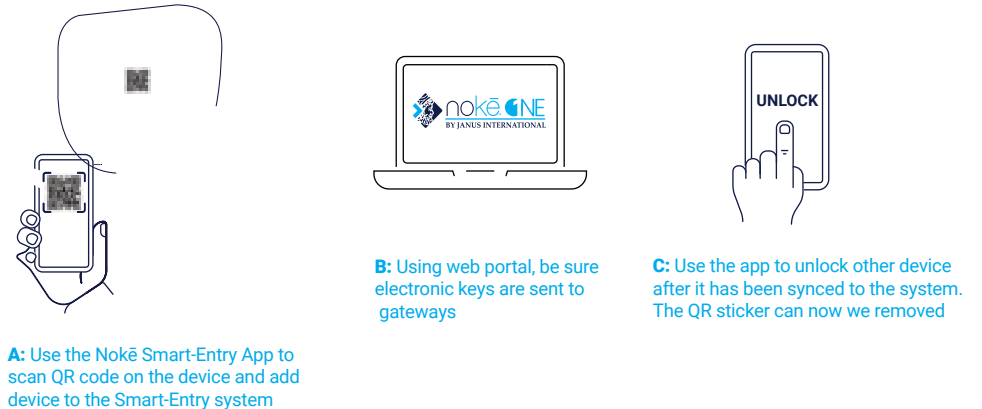 nokē ONE
BY JANUS INTERNATIONAL
UNLOCK
A: Use the Nokē Smart-Entry App to
scan QR code on the device and add
device to the Smart-Entry system
B: Using web portal, be sure
electronic keys are sent to
gateways
C: Use the app to unlock other device
after it has been synced to the system.
The QR sticker can now we removed